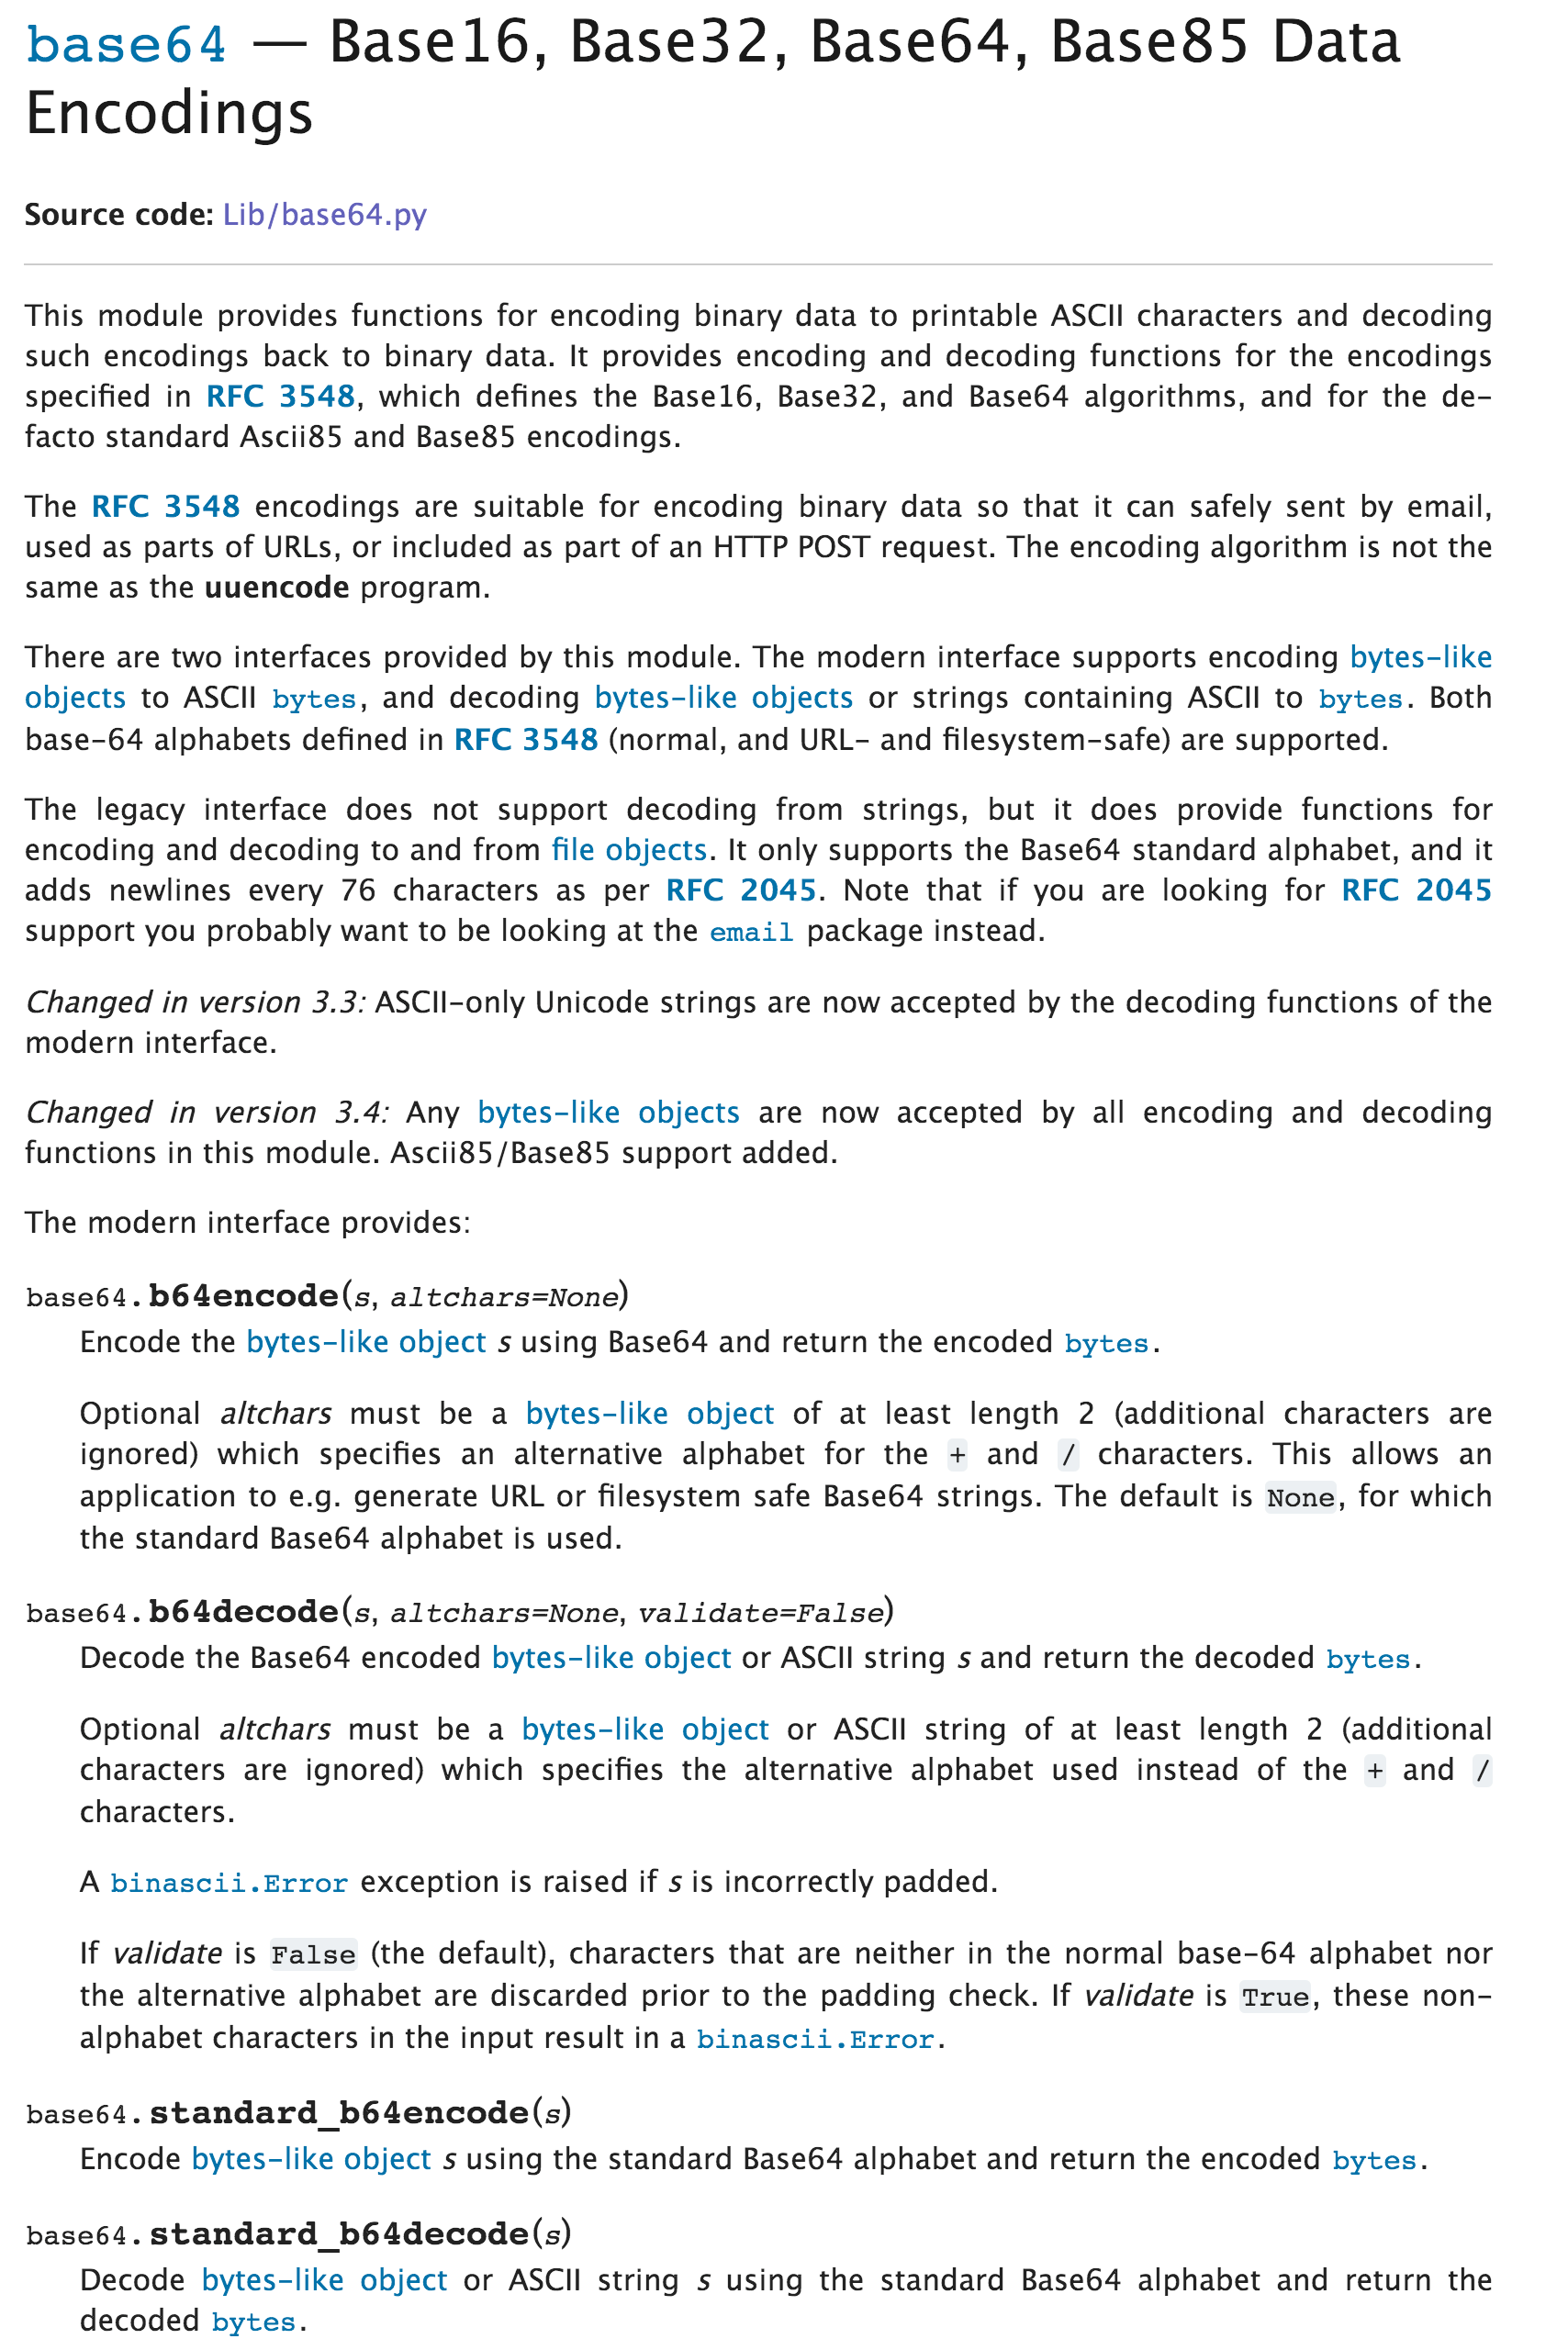 base64 — Base16, Base32, Base64, Base85 Data
Encodings
Source code: Lib/base64.py
This module provides functions for encoding binary data to printable ASCII characters and decoding
such encodings back to binary data. It provides encoding and decoding functions for the encodings
specified in RFC 3548, which defines the Base16, Base32, and Base64 algorithms, and for the de-
facto standard Ascii85 and Base85 encodings.
The RFC 3548 encodings are suitable for encoding binary data so that it can safely sent by email,
used as parts of URLs, or included as part of an HTTP POST request. The encoding algorithm is not the
same as the uuencode program.
There are two interfaces provided by this module. The modern interface supports encoding bytes-like
objects to ASCII bytes, and decoding bytes-like objects or strings containing ASCII to bytes. Both
base-64 alphabets defined in RFC 3548 (normal, and URL- and filesystem-safe) are supported.
The legacy interface does not support decoding from strings, but it does provide functions for
encoding and decoding to and from file objects. It only supports the Base64 standard alphabet, and it
adds newlines every 76 characters as per RFC 2045. Note that if you are looking for RFC 2045
support you probably want to be looking at the email package instead.
Changed in version 3.3: ASCII-only Unicode strings are now accepted by the decoding functions of the
modern interface.
Changed in version 3.4: Any bytes-like objects are now accepted by all encoding and decoding
functions in this module. Ascii85/Base85 support added.
The modern interface provides:
base64.b64encode(s, altchars=None)
Encode the bytes-like object s using Base64 and return the encoded bytes.
Optional altchars must be a bytes-like object of at least length 2 (additional characters are
ignored) which specifies an alternative alphabet for the + and / characters. This allows an
application to e.g. generate URL or filesystem safe Base64 strings. The default is None, for which
the standard Base64 alphabet is used.
base64.b64decode(s, altchars=None, validate=False)
Decode the Base64 encoded bytes-like object or ASCII string s and return the decoded bytes.
Optional altchars must be a bytes-like object or ASCII string of at least length 2 (additional
characters are ignored) which specifies the alternative alphabet used instead of the + and /
characters.
A binascii.Error exception is raised if s is incorrectly padded.
If validate is False (the default), characters that are neither in the normal base-64 alphabet nor
the alternative alphabet are discarded prior to the padding check. If validate is True, these non-
alphabet characters in the input result in a binascii.Error.
base64.standard_b64encode(s)
Encode bytes-like object s using the standard Base64 alphabet and return the encoded bytes.
base64.standard_b64decode(s)
Decode bytes-like object or ASCII string s using the standard Base64 alphabet and return the
decoded bytes.